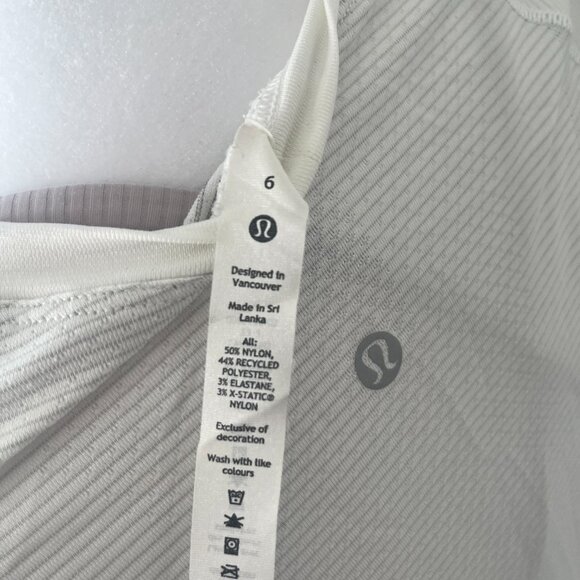 6
Designed in
Vancouver
Made in Sri
Lanka
All:
50% NYLON,
44% RECYCLED
POLYESTER,
3% ELASTANE,
3% X-STATIC®
NYLON
Exclusive of
decoration
Wash with like
colours